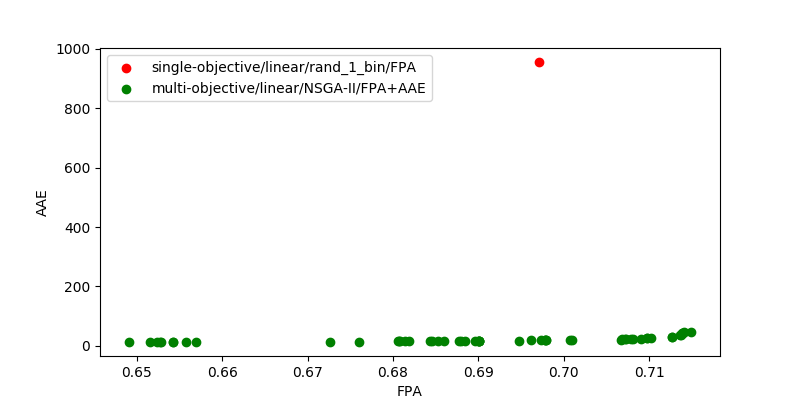 single-objective/linear/rand_1_bin/FPA
multi-objective/linear/NSGA-II/FPA+AAE
1000
800
600
400
200
0
AAE
0.65 0.66 0.67 0.68 0.69 0.70 0.71
FPA